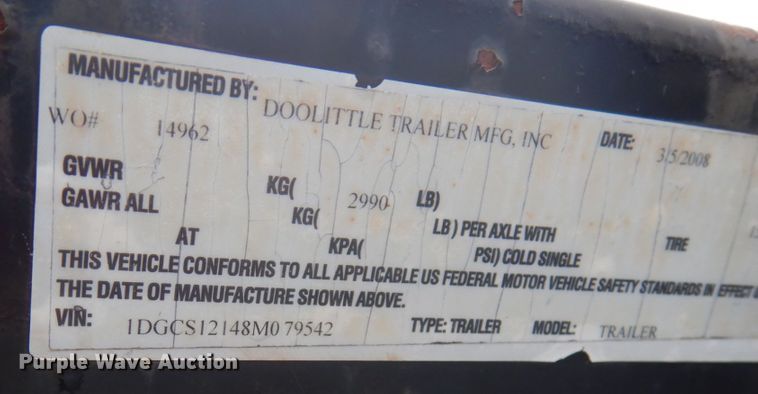 MANUFACTURED BY: DOOLITTLE TRAILER MFG, INC DATE: 3/5/2008
WO# 14962
GVWR KG( 2990 LB)
GAWR ALL KG( LB) PER AXLE WITH TIRE
AT KPA( PSI) COLD SINGLE
THIS VEHICLE CONFORMS TO ALL APPLICABLE US FEDERAL MOTOR VEHICLE SAFETY STANDARDS IN EFFECT
THE DATE OF MANUFACTURE SHOWN ABOVE.
VIN: 1DGCS12148M079542 TYPE: TRAILER MODEL: TRAILER
Purple Wave Auction